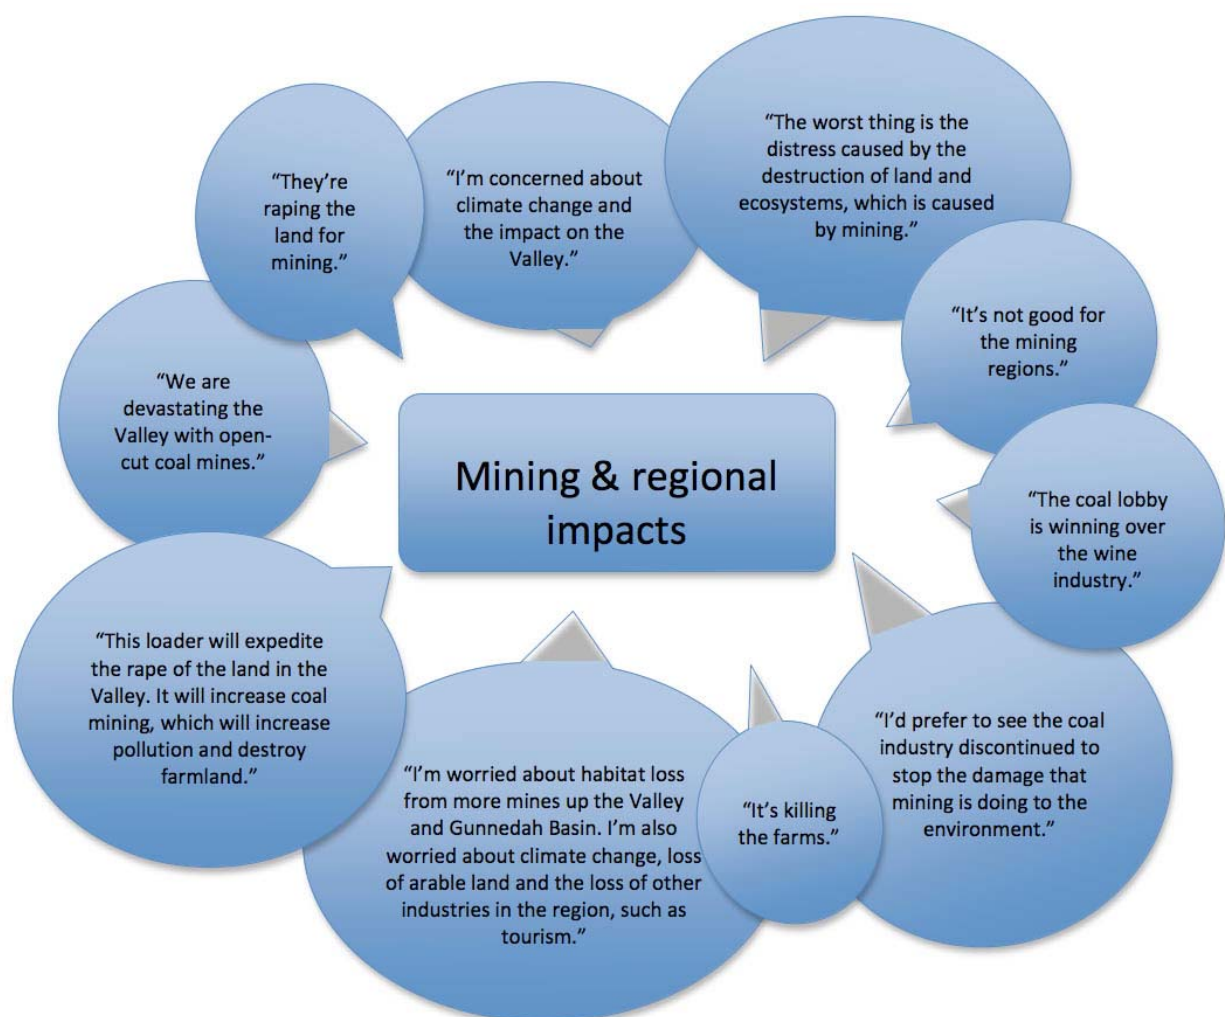 “They’re
raping the
land for
mining.”
“I’m concerned about
climate change and
the impact on the
Valley.”
“The worst thing is the
distress caused by the
destruction of land and
ecosystems, which is caused
by mining.”
“It’s not good for
the mining
regions.”
“We are
devastating the
Valley with open-
cut coal mines.”
Mining & regional
impacts
“The coal lobby
is winning over
the wine
industry.”
“This loader will expedite
the rape of the land in the
Valley. It will increase coal
mining, which will increase
pollution and destroy
farmland.”
“I’m worried about habitat loss
from more mines up the Valley
and Gunnedah Basin. I’m also
worried about climate change, loss
of arable land and the loss of other
industries in the region, such as
tourism.”
“It’s killing
the farms.”
“I’d prefer to see the coal
industry discontinued to
stop the damage that
mining is doing to the
environment.”